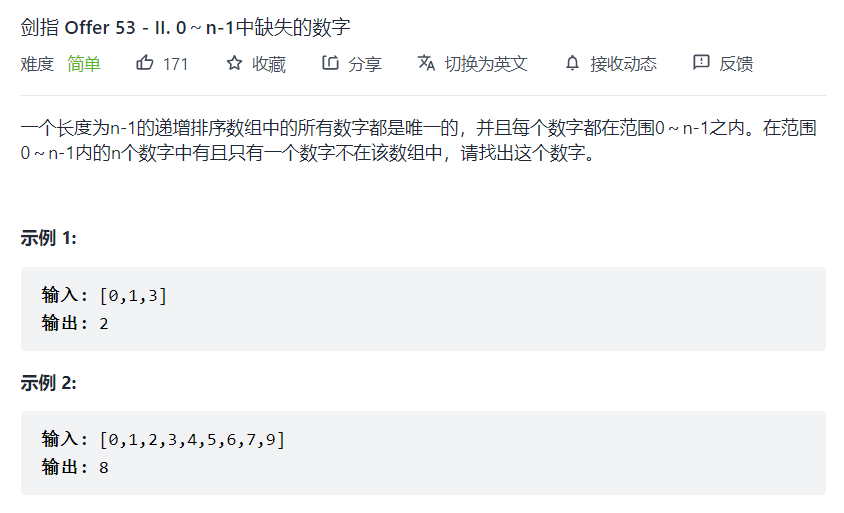 剑指 Offer 53 - II. 0～n-1中缺失的数字
难度 简单 171 收藏 分享 切换为英文 接收动态 反馈
一个长度为n-1的递增排序数组中的所有数字都是唯一的，并且每个数字都在范围0～n-1之内。在范围
0～n-1内的n个数字中有且只有一个数字不在该数组中，请找出这个数字。
示例 1:
输入: [0,1,3]
输出: 2
示例 2:
输入: [0,1,2,3,4,5,6,7,9]
输出: 8